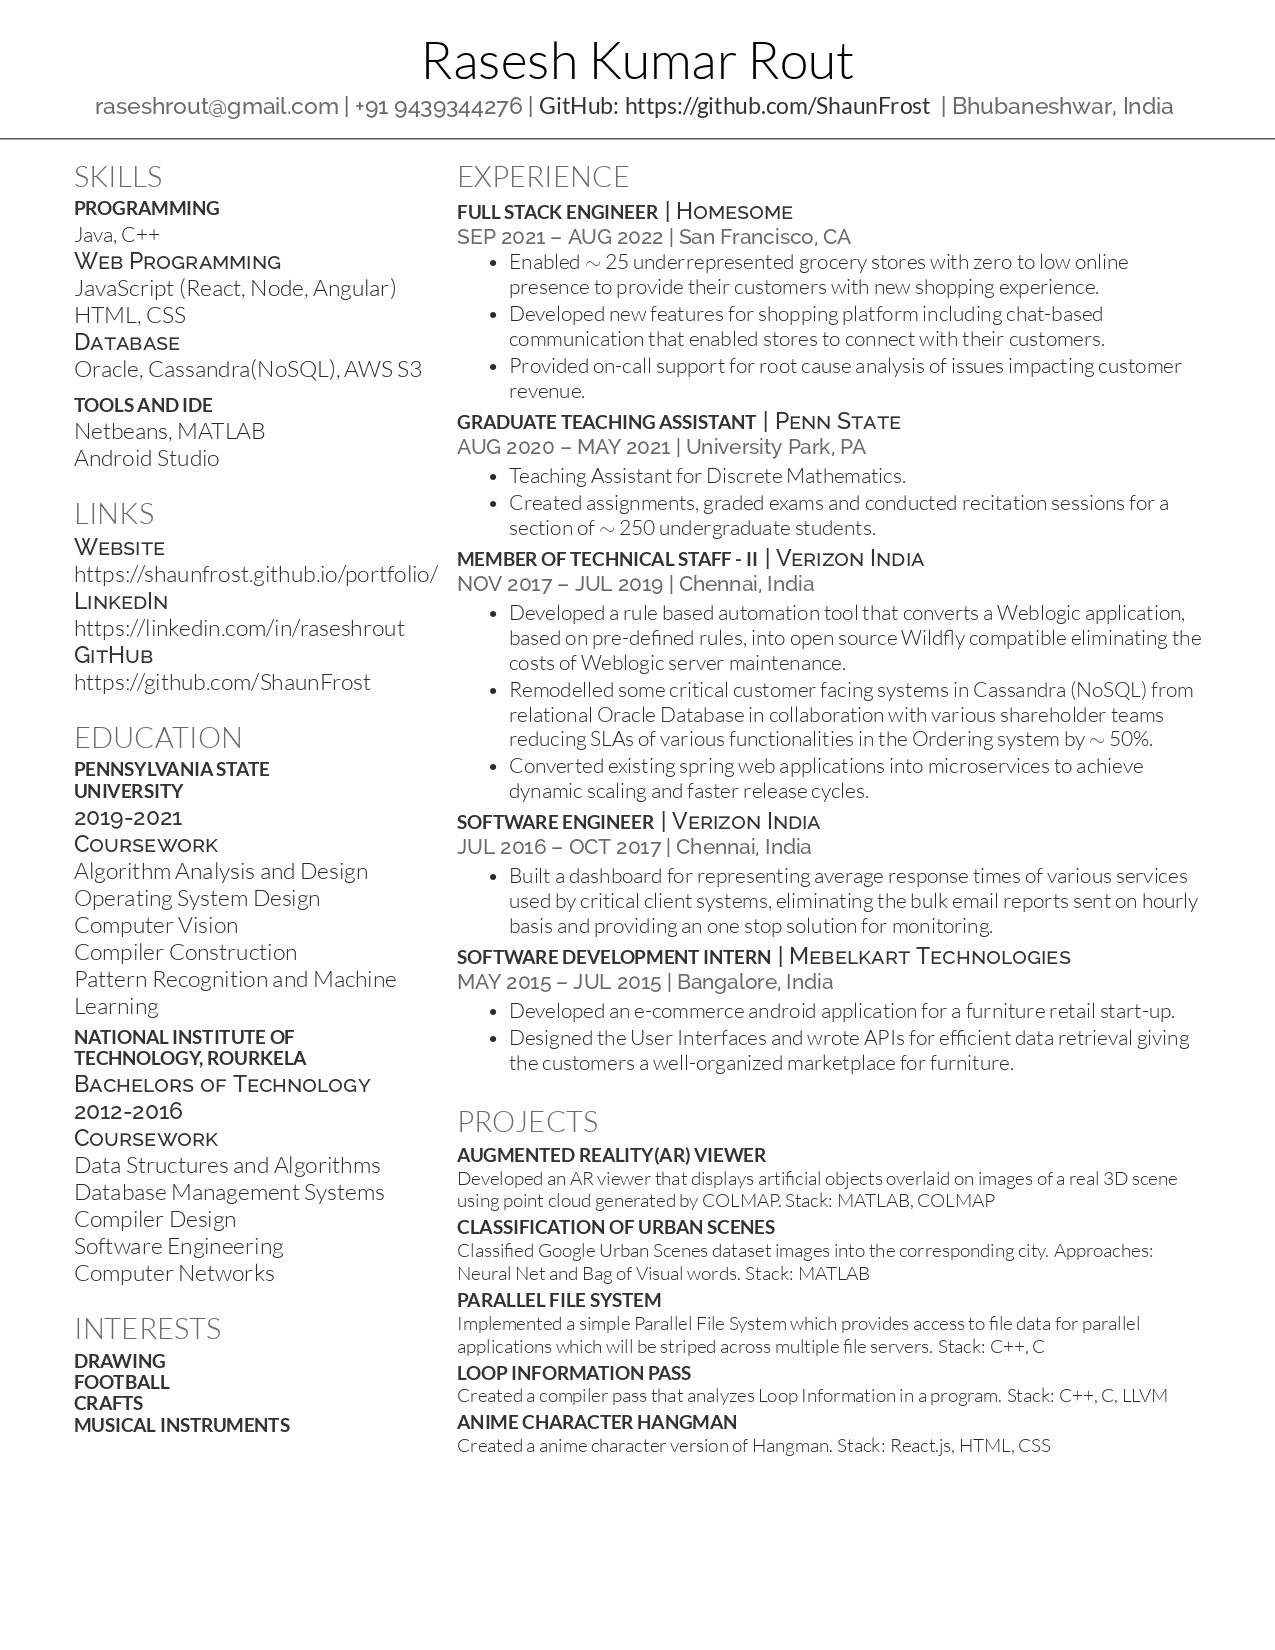 Rasesh Kumar Rout
raseshrout@gmail.com | +91 9439344276 | GitHub: https://github.com/ShaunFrost | Bhubaneshwar, India
SKILLS
PROGRAMMING
Java, C++
WEB PROGRAMMING
JavaScript (React, Node, Angular)
HTML, CSS
DATABASE
Oracle, Cassandra(NoSQL), AWS S3
TOOLS AND IDE
Netbeans, MATLAB
Android Studio
LINKS
WEBSITE
https://shaunfrost.github.io/portfolio/
LINKEDIN
https://linkedin.com/in/raseshrout
GITHUB
https://github.com/ShaunFrost
EDUCATION
PENNSYLVANIA STATE
UNIVERSITY
2019-2021
COURSEWORK
Algorithm Analysis and Design
Operating System Design
Computer Vision
Compiler Construction
Pattern Recognition and Machine
Learning
NATIONAL INSTITUTE OF
TECHNOLOGY, ROURKELA
BACHELORS OF TECHNOLOGY
2012-2016
COURSEWORK
Data Structures and Algorithms
Database Management Systems
Compiler Design
Software Engineering
Computer Networks
INTERESTS
DRAWING
FOOTBALL
CRAFTS
MUSICAL INSTRUMENTS
EXPERIENCE
FULL STACK ENGINEER | HOMESOME
SEP 2021 – AUG 2022 | San Francisco, CA
• Enabled ~ 25 underrepresented grocery stores with zero to low online
presence to provide their customers with new shopping experience.
• Developed new features for shopping platform including chat-based
communication that enabled stores to connect with their customers.
• Provided on-call support for root cause analysis of issues impacting customer
revenue.
GRADUATE TEACHING ASSISTANT | PENN STATE
AUG 2020 – MAY 2021 | University Park, PA
• Teaching Assistant for Discrete Mathematics.
• Created assignments, graded exams and conducted recitation sessions for a
section of ~ 250 undergraduate students.
MEMBER OF TECHNICAL STAFF - II | VERIZON INDIA
NOV 2017 – JUL 2019 | Chennai, India
• Developed a rule based automation tool that converts a Weblogic application,
based on pre-defined rules, into open source Wildfly compatible eliminating the
costs of Weblogic server maintenance.
• Remodelled some critical customer facing systems in Cassandra (NoSQL) from
relational Oracle Database in collaboration with various shareholder teams
reducing SLAs of various functionalities in the Ordering system by ~ 50%.
• Converted existing spring web applications into microservices to achieve
dynamic scaling and faster release cycles.
SOFTWARE ENGINEER | VERIZON INDIA
JUL 2016 – OCT 2017 | Chennai, India
• Built a dashboard for representing average response times of various services
used by critical client systems, eliminating the bulk email reports sent on hourly
basis and providing an one stop solution for monitoring.
SOFTWARE DEVELOPMENT INTERN | MEBELKART TECHNOLOGIES
MAY 2015 – JUL 2015 | Bangalore, India
• Developed an e-commerce android application for a furniture retail start-up.
• Designed the User Interfaces and wrote APIs for efficient data retrieval giving
the customers a well-organized marketplace for furniture.
PROJECTS
AUGMENTED REALITY(AR) VIEWER
Developed an AR viewer that displays artificial objects overlaid on images of a real 3D scene
using point cloud generated by COLMAP. Stack: MATLAB, COLMAP
CLASSIFICATION OF URBAN SCENES
Classified Google Urban Scenes dataset images into the corresponding city. Approaches:
Neural Net and Bag of Visual words. Stack: MATLAB
PARALLEL FILE SYSTEM
Implemented a simple Parallel File System which provides access to file data for parallel
applications which will be striped across multiple file servers. Stack: C++, C
LOOP INFORMATION PASS
Created a compiler pass that analyzes Loop Information in a program. Stack: C++, C, LLVM
ANIME CHARACTER HANGMAN
Created a anime character version of Hangman. Stack: React.js, HTML, CSS